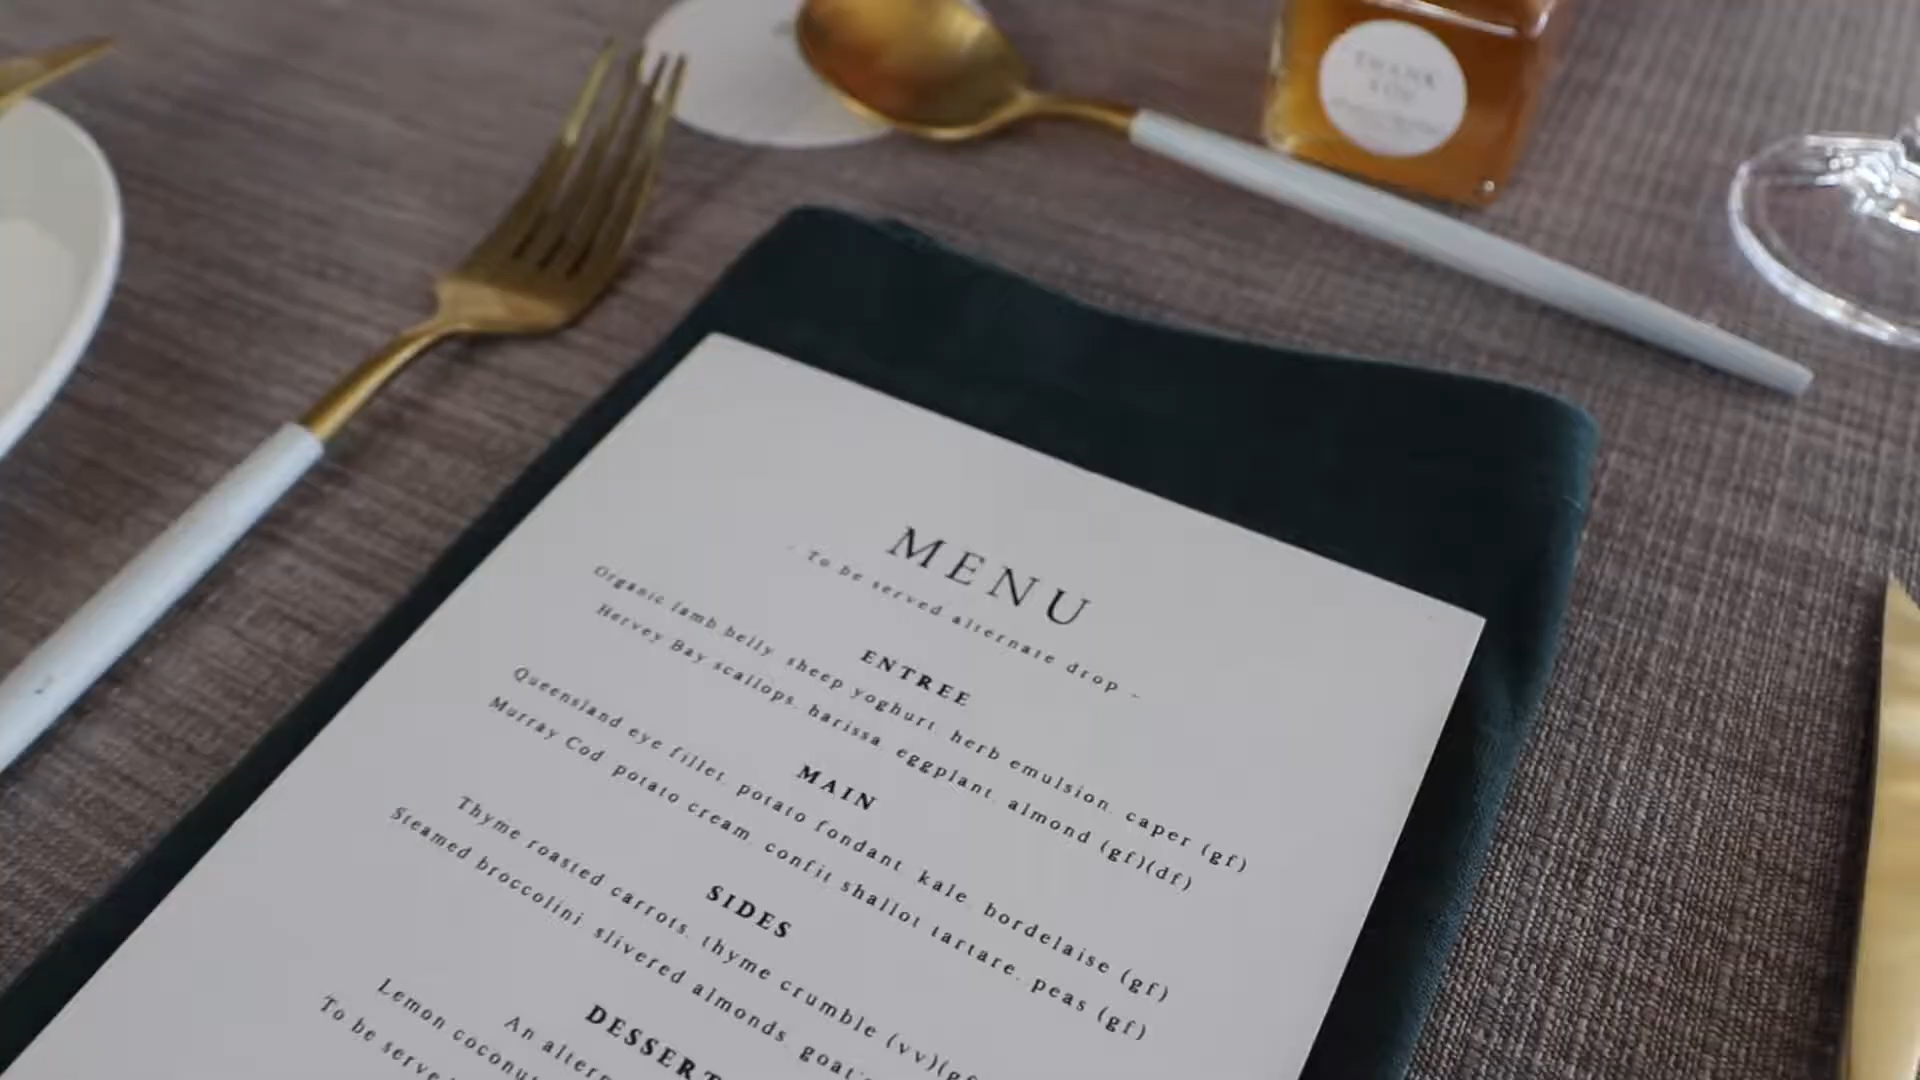 THANK
YOU
MENU
- To be served alternate drop -
ENTREE
Organic lamb belly, sheep yoghurt, herb emulsion, caper (gf)
Hervey Bay scallops, harissa, eggplant, almond (gf)(df)
MAIN
Queensland eye fillet, potato fondant, kale, bordelaise (gf)
Murray Cod, potato cream, confit shallot tartare, peas (gf)
SIDES
Thyme roasted carrots, thyme crumble (vv)(gf
Steamed broccolini, slivered almonds, goat's
DESSERT
An altern
Lemon coconut
To be serve